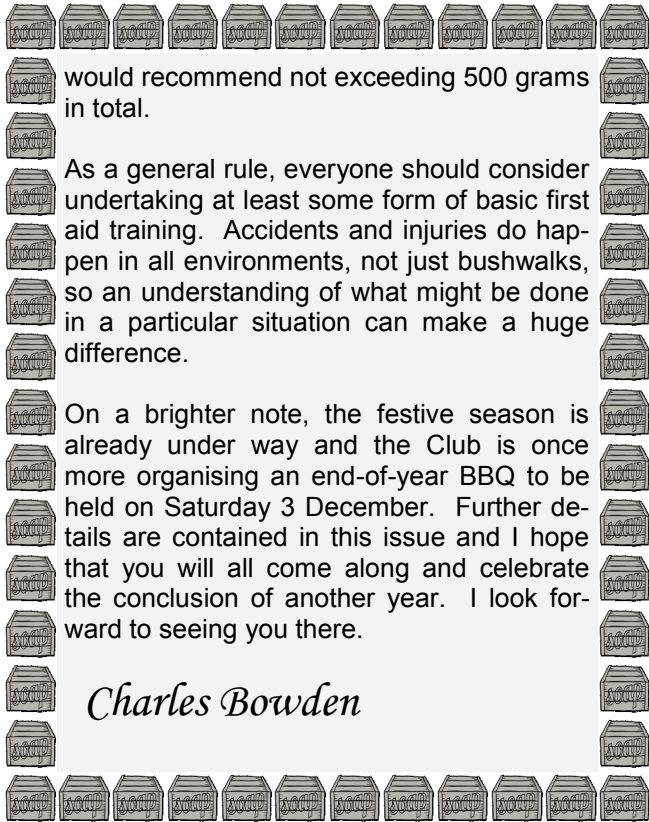 would recommend not exceeding 500 grams
in total.
As a general rule, everyone should consider
undertaking at least some form of basic first
aid training.  Accidents and injuries do hap-
pen in all environments, not just bushwalks,
so an understanding of what might be done
in a particular situation can make a huge
difference.
On a brighter note, the festive season is
already under way and the Club is once
more organising an end-of-year BBQ to be
held on Saturday 3 December.  Further de-
tails are contained in this issue and I hope
that you will all come along and celebrate
the conclusion of another year.  I look for-
ward to seeing you there.
Charles Bowden